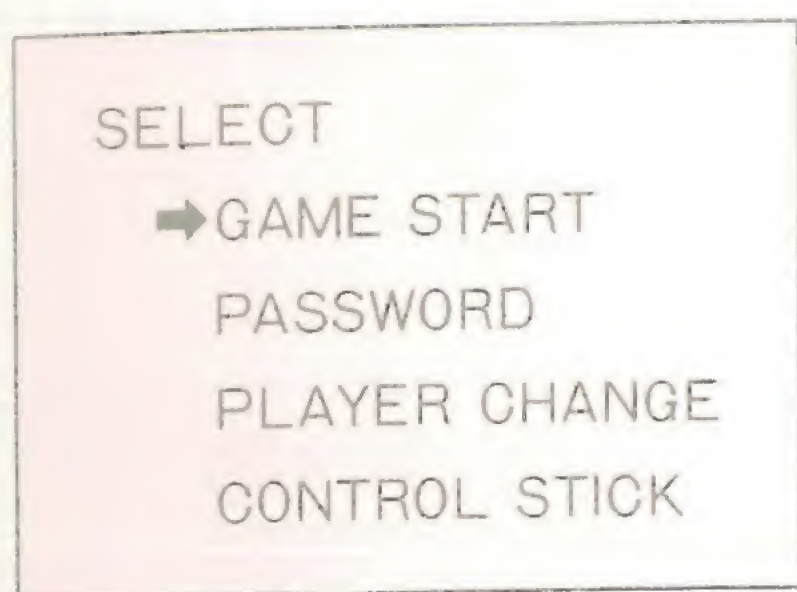 SELECT
GAME START
PASSWORD
PLAYER CHANGE
CONTROL STICK